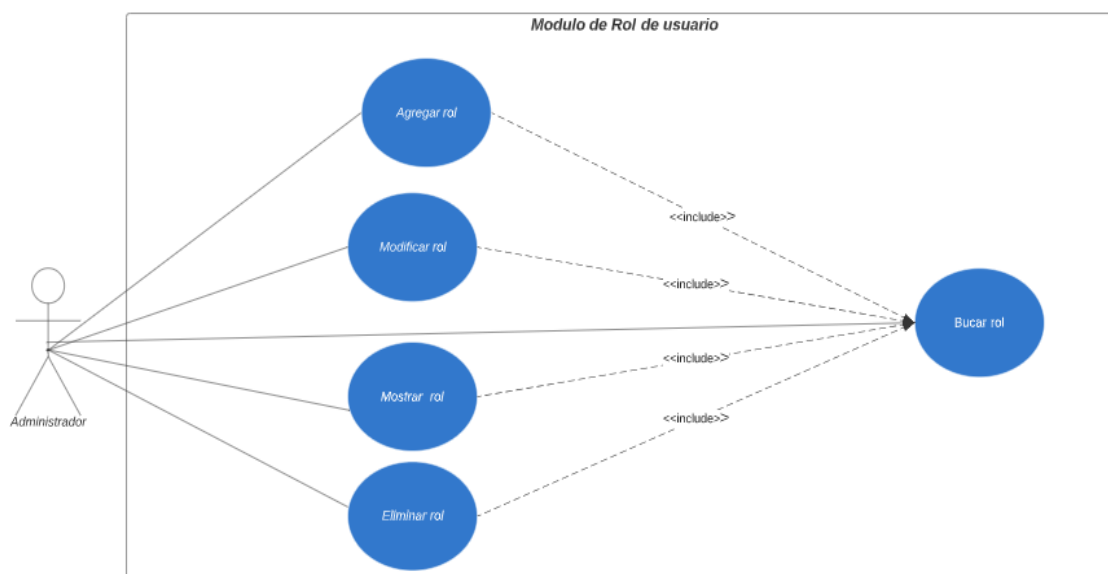 Modulo de Rol de usuario
Agregar rol
<<include>>
Modificar rol
<<include>>
Bucar rol
<<include>>
Mostrar rol
Administrador
<<include>>
Eliminar rol